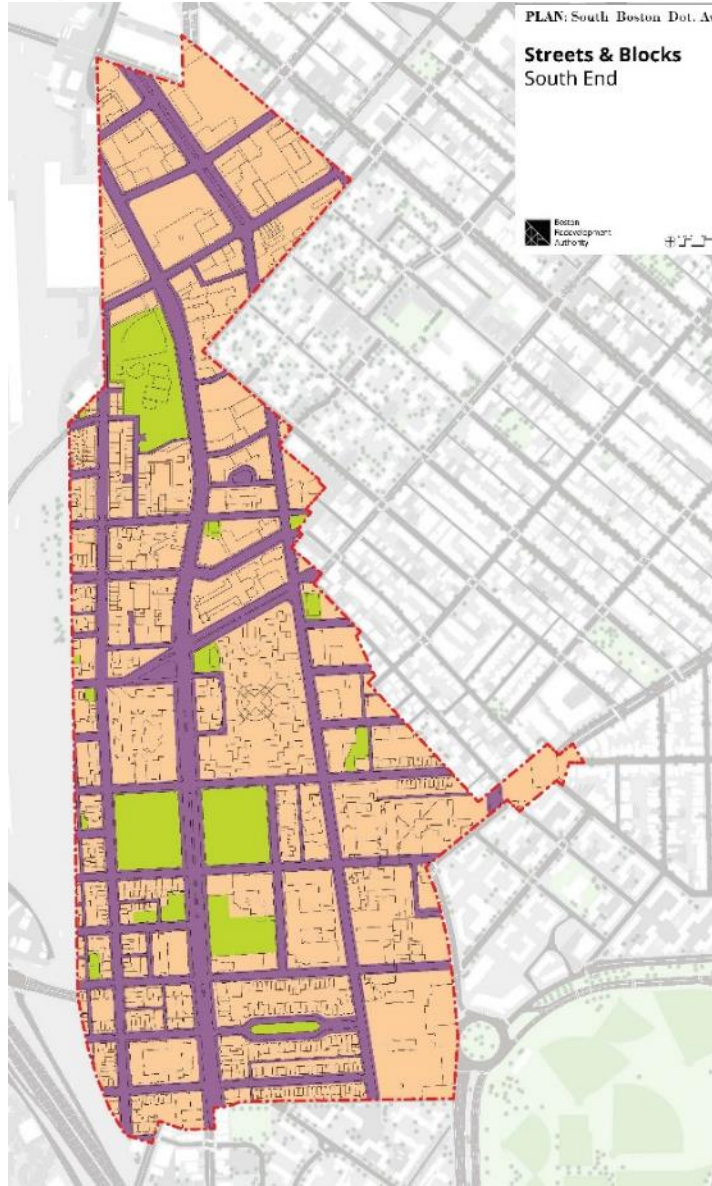 PLAN: South Boston Dot. Av
Streets & Blocks
South End
Boston
Redevelopment
Authority